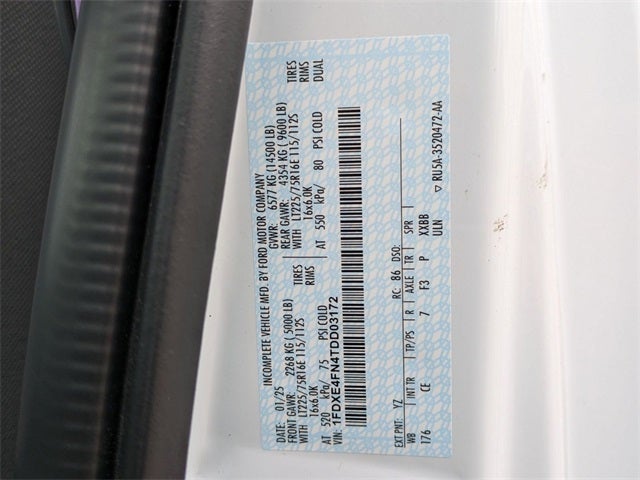 INCOMPLETE VEHICLE MFD. BY FORD MOTOR COMPANY
DATE: 01/25 GVWR: 6577 KG (14500 LB)
FRONT GAWR: 2268 KG ( 5000 LB) REAR GAWR: 4354 KG ( 9600 LB)
WITH LT225/75R16E 115/112S TIRES WITH LT225/75R16E 115/112S TIRES
16x6.0K RIMS 16x6.0K RIMS
AT 520 kPa/ 75 PSI COLD AT 550 kPa/ 80 PSI COLD DUAL
VIN: 1FDXE4FN4TDD03172
EXT PNT: YZ RC: 86 DSO:
WB INT TR TP/PS R AXLE TR SPR
176 CE 7 F3 P XXBB
ULN ▽ RU5A-3520472-AA